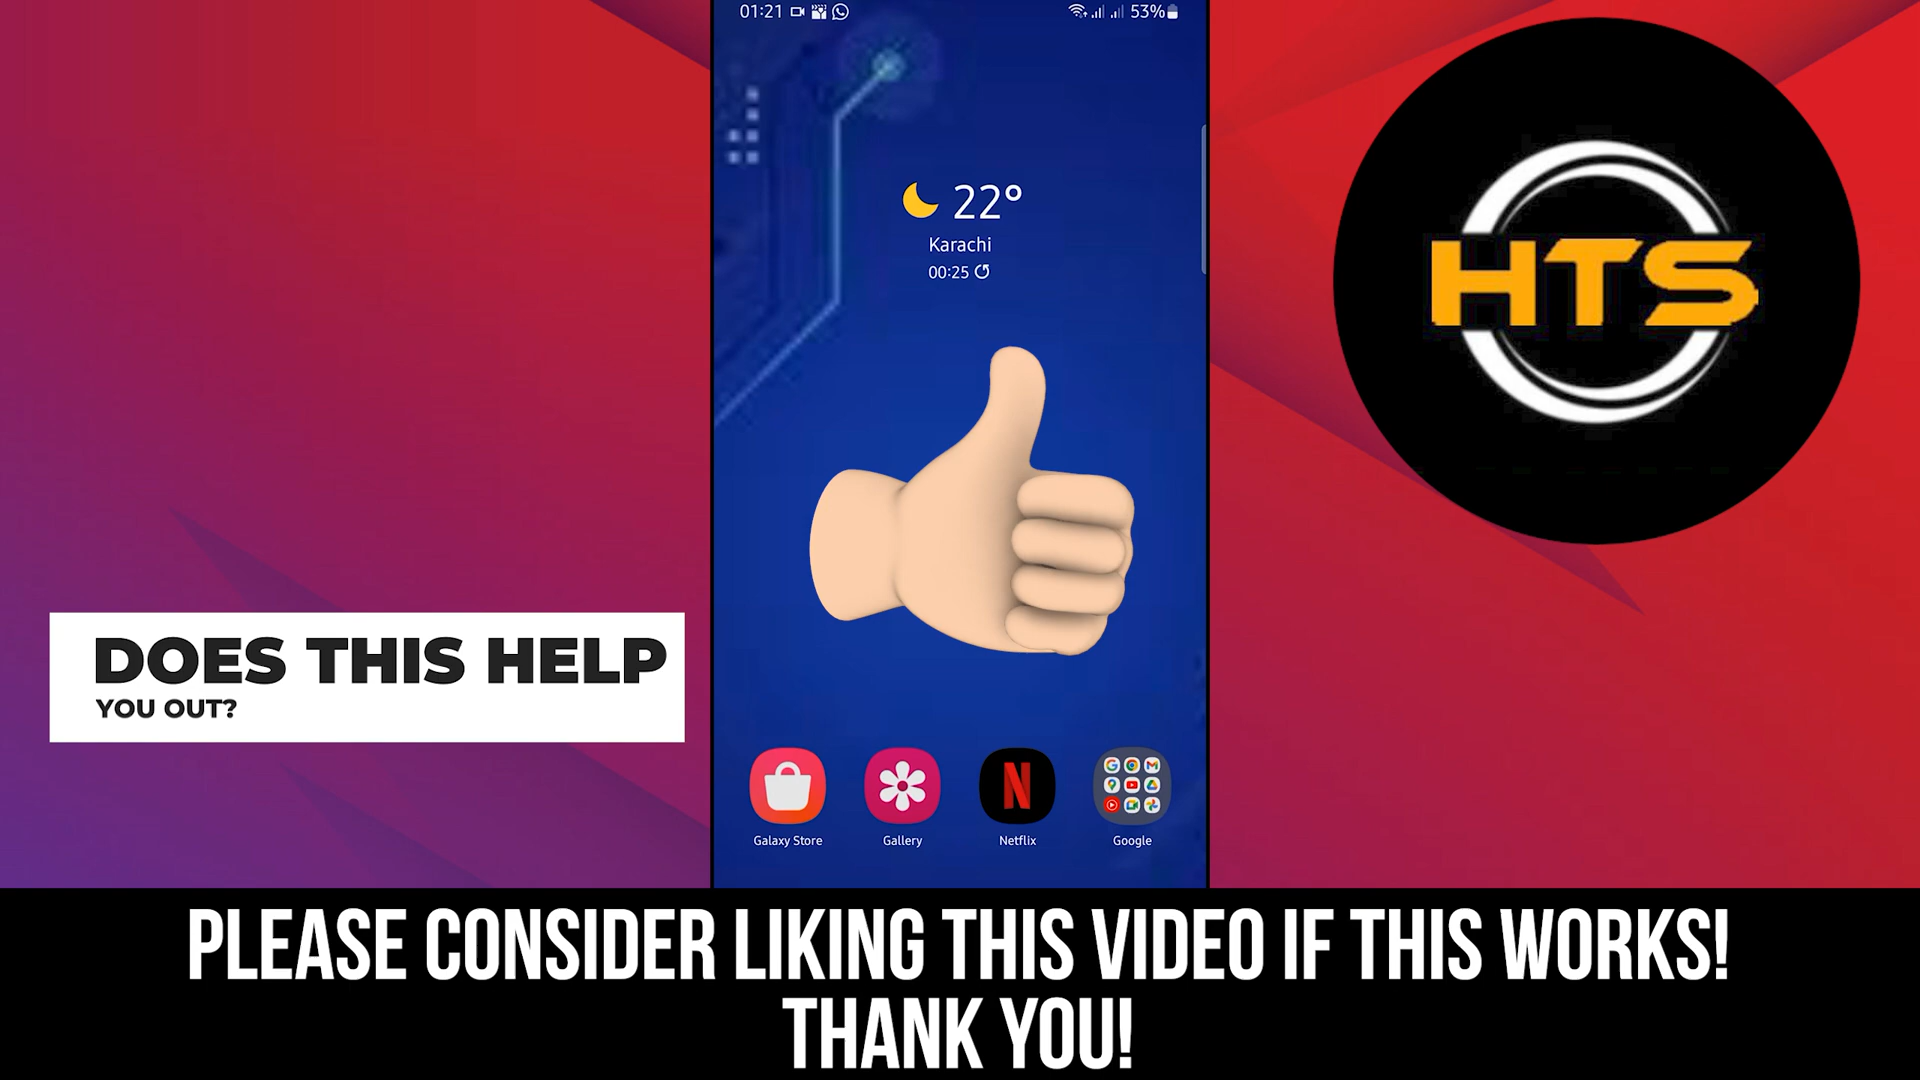 01:21
53%
22°
Karachi
00:25
HTS
DOES THIS HELP
YOU OUT?
Galaxy Store
Gallery
Netflix
Google
PLEASE CONSIDER LIKING THIS VIDEO IF THIS WORKS!
THANK YOU!